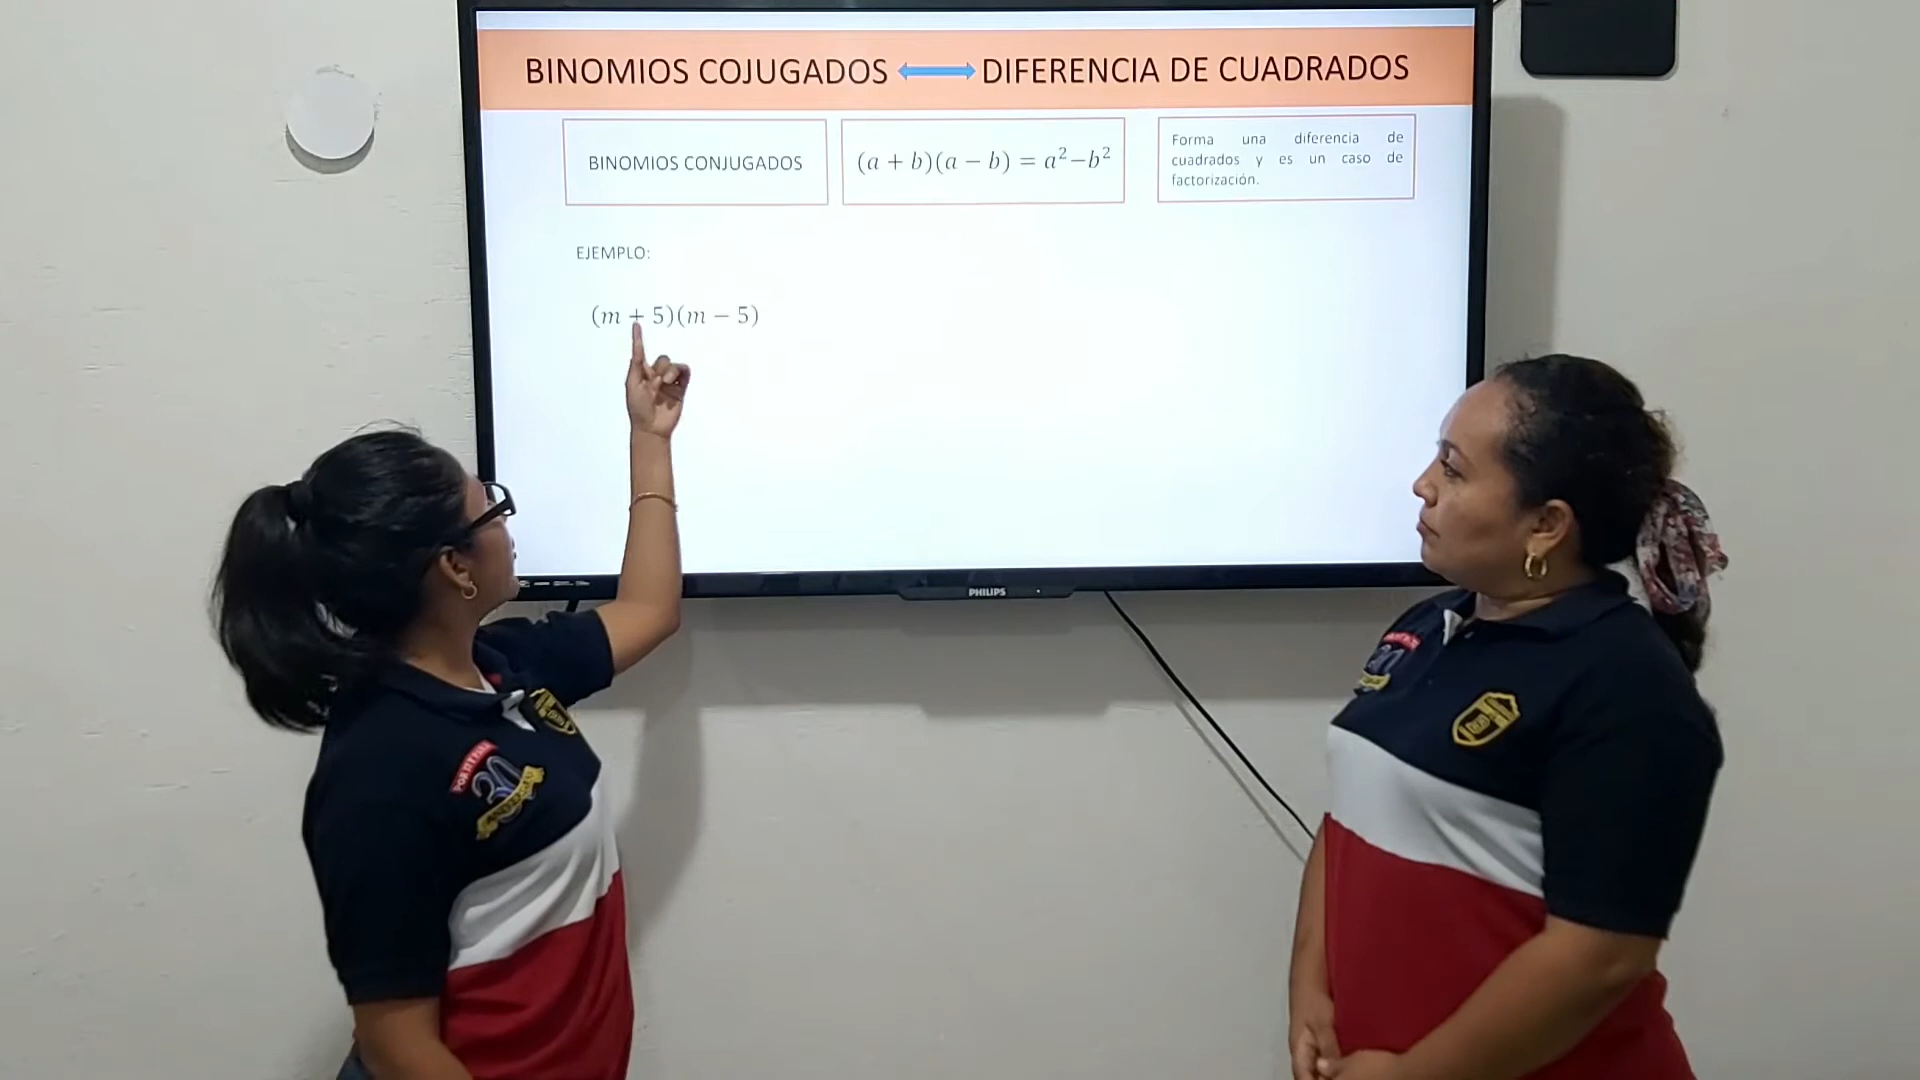 BINOMIOS COJUGADOS DIFERENCIA DE CUADRADOS
BINOMIOS CONJUGADOS
(a + b)(a − b) = a²−b²
Forma una diferencia de
cuadrados y es un caso de
factorización.
EJEMPLO:
(m + 5)(m − 5)
PHILIPS
30